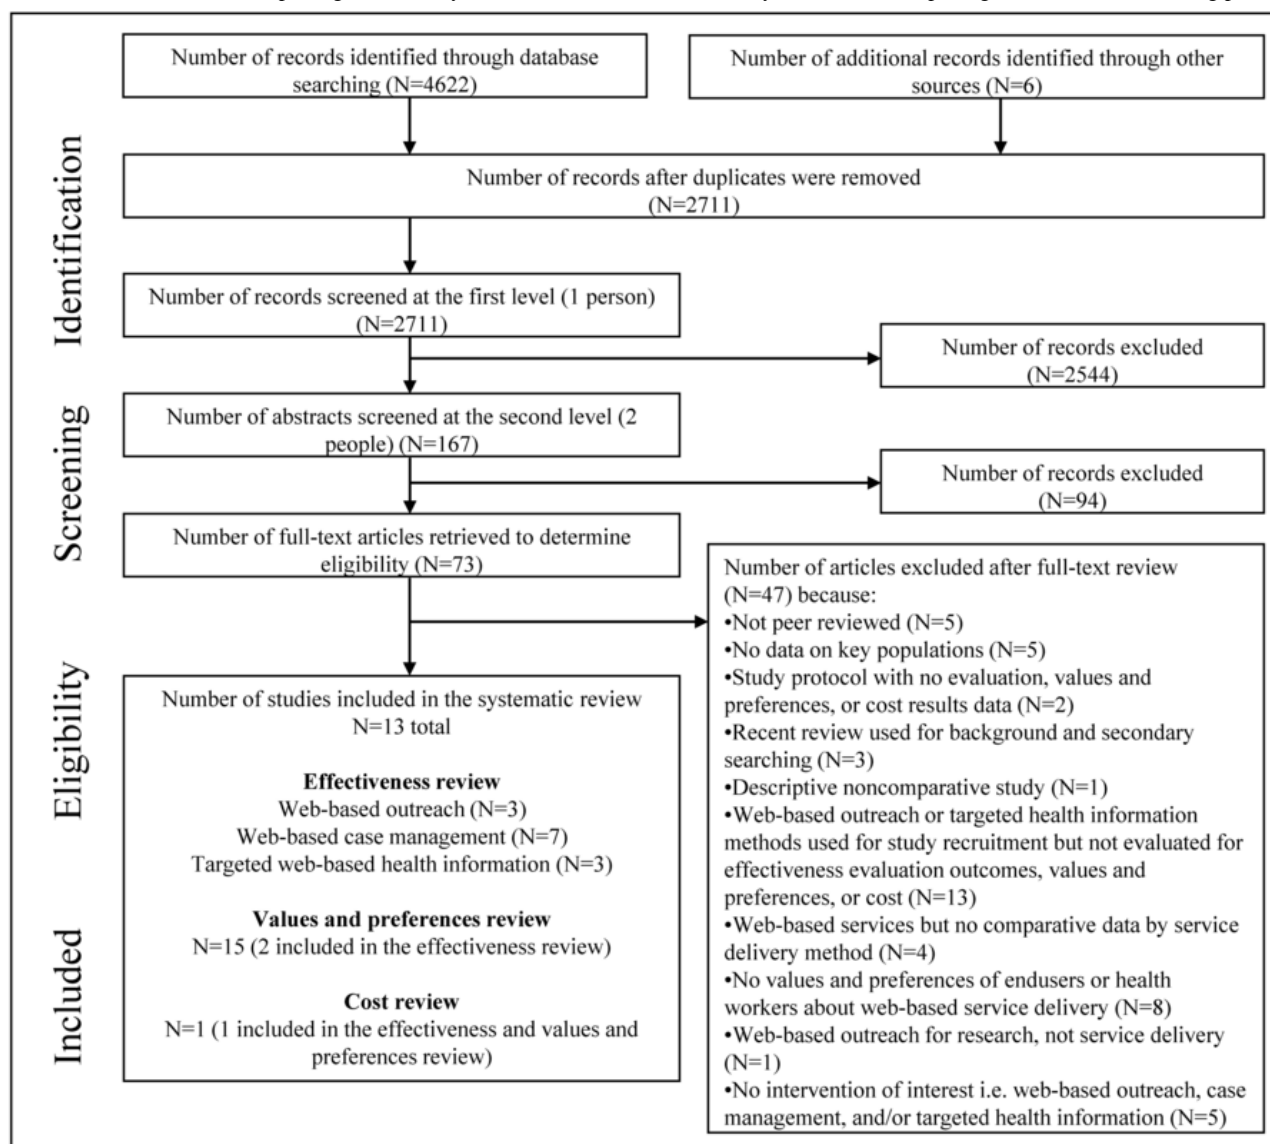 Number of records identified through database
searching (N=4622)
Number of additional records identified through other
sources (N=6)
Identification
Number of records after duplicates were removed
(N=2711)
Number of records screened at the first level (1 person)
(N=2711)
Number of records excluded
(N=2544)
Screening
Number of abstracts screened at the second level (2
people) (N=167)
Number of records excluded
(N=94)
Number of full-text articles retrieved to determine
eligibility (N=73)
Number of articles excluded after full-text review
(N=47) because:
•Not peer reviewed (N=5)
•No data on key populations (N=5)
•Study protocol with no evaluation, values and
preferences, or cost results data (N=2)
•Recent review used for background and secondary
searching (N=3)
•Descriptive noncomparative study (N=1)
•Web-based outreach or targeted health information
methods used for study recruitment but not evaluated for
effectiveness evaluation outcomes, values and
preferences, or cost (N=13)
•Web-based services but no comparative data by service
delivery method (N=4)
•No values and preferences of endusers or health
workers about web-based service delivery (N=8)
•Web-based outreach for research, not service delivery
(N=1)
•No intervention of interest i.e. web-based outreach, case
management, and/or targeted health information (N=5)
Eligibility
Number of studies included in the systematic review
N=13 total
Effectiveness review
Web-based outreach (N=3)
Web-based case management (N=7)
Targeted web-based health information (N=3)
Values and preferences review
N=15 (2 included in the effectiveness review)
Cost review
N=1 (1 included in the effectiveness and values and
preferences review)
Included